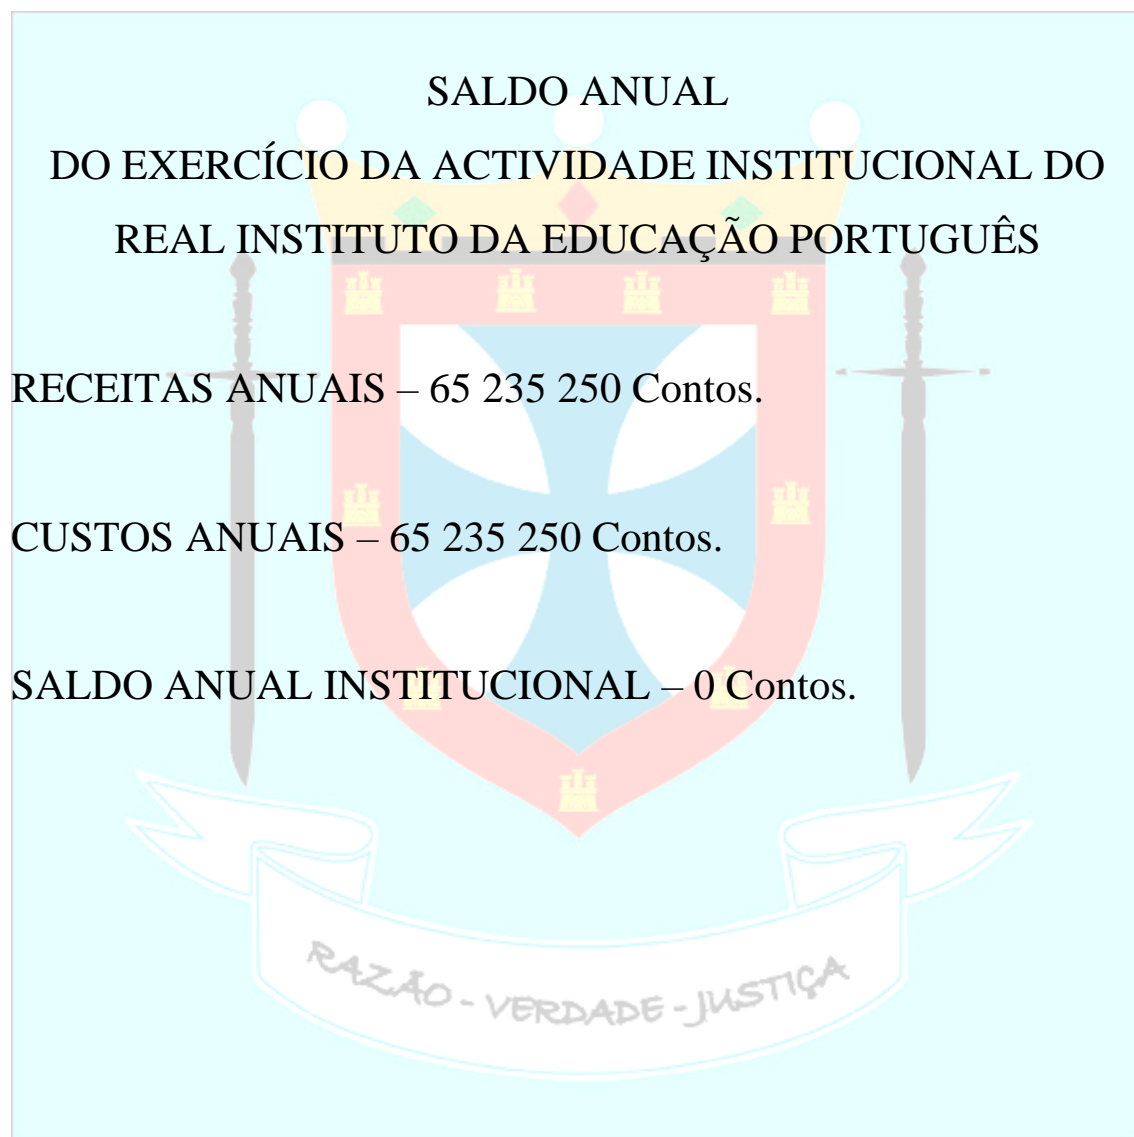 SALDO ANUAL
DO EXERCÍCIO DA ACTIVIDADE INSTITUCIONAL DO
REAL INSTITUTO DA EDUCAÇÃO PORTUGUÊS
RECEITAS ANUAIS – 65 235 250 Contos.
CUSTOS ANUAIS – 65 235 250 Contos.
SALDO ANUAL INSTITUCIONAL – 0 Contos.
RAZÃO - VERDADE - JUSTIÇA